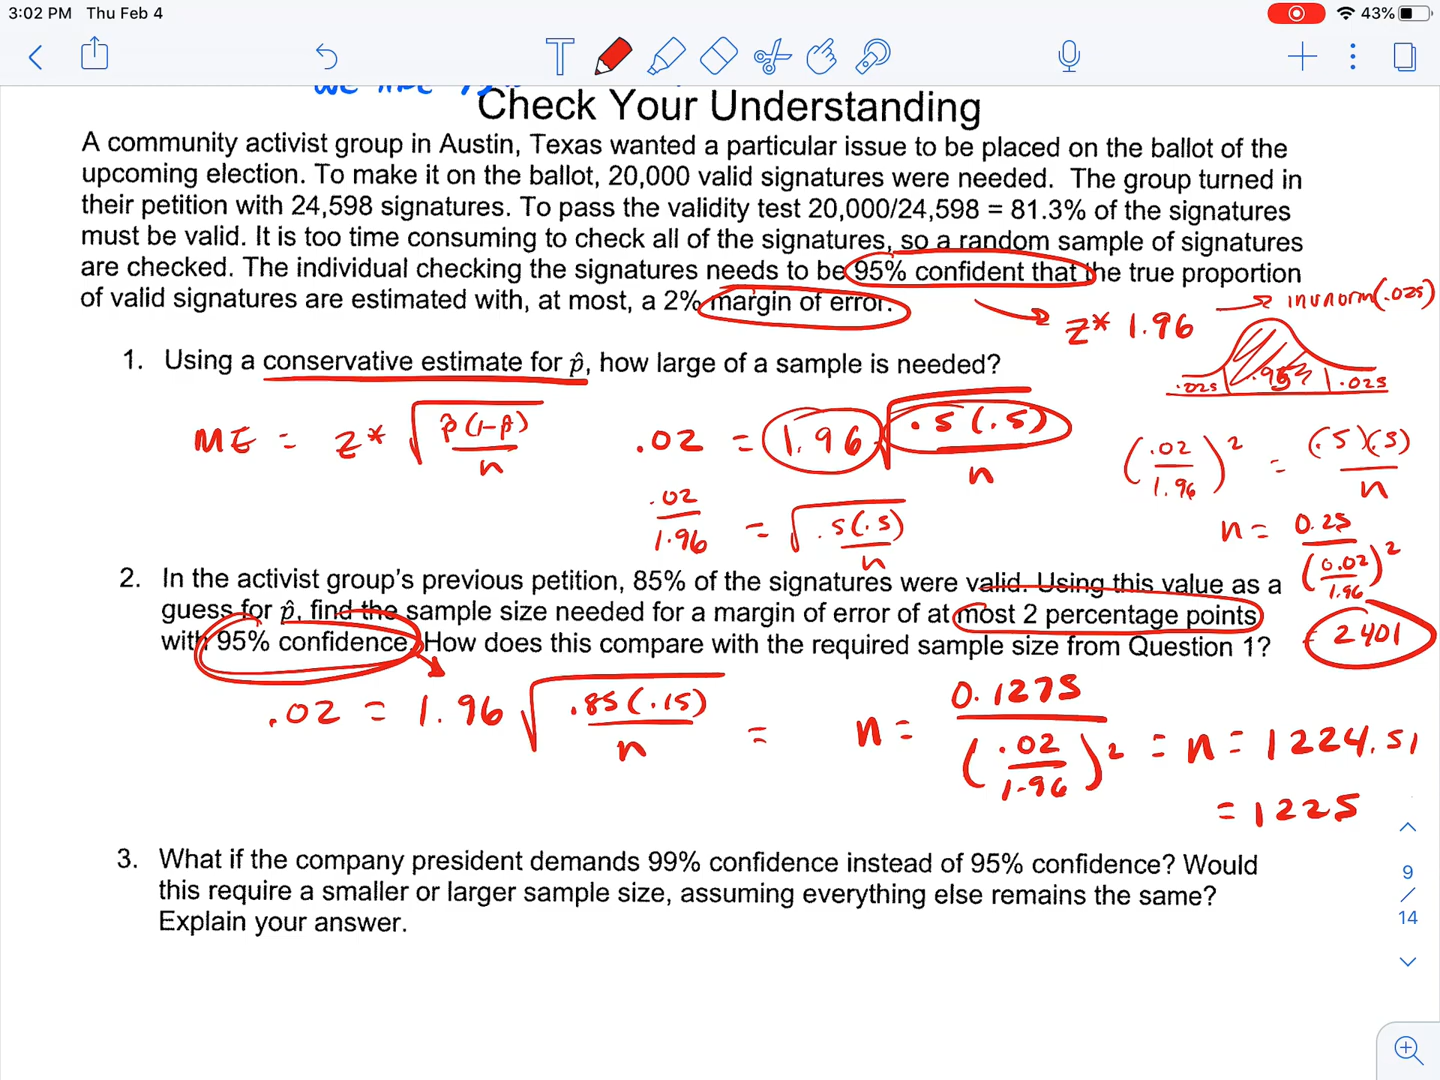 3:02 PM Thu Feb 4
43%
Check Your Understanding
A community activist group in Austin, Texas wanted a particular issue to be placed on the ballot of the
upcoming election. To make it on the ballot, 20,000 valid signatures were needed. The group turned in
their petition with 24,598 signatures. To pass the validity test 20,000/24,598 = 81.3% of the signatures
must be valid. It is too time consuming to check all of the signatures, so a random sample of signatures
are checked. The individual checking the signatures needs to be 95% confident that the true proportion
of valid signatures are estimated with, at most, a 2% margin of error.
z* 1.96
invnorm(.025)
.025 .95 .025
1. Using a conservative estimate for p̂, how large of a sample is needed?
ME = z* √(p̂(1-p̂)/n)
.02 = 1.96 √(.5(.5)/n)
.02/1.96 = √(.5(.5)/n)
(.02/1.96)² = (.5)(.5)/n
n = 0.25/(0.02/1.96)²
= 2401
2. In the activist group's previous petition, 85% of the signatures were valid. Using this value as a
guess for p̂, find the sample size needed for a margin of error of at most 2 percentage points
with 95% confidence. How does this compare with the required sample size from Question 1?
.02 = 1.96 √(.85(.15)/n) = n = 0.1275/(.02/1.96)² = n = 1224.51
= 1225
3. What if the company president demands 99% confidence instead of 95% confidence? Would
this require a smaller or larger sample size, assuming everything else remains the same?
Explain your answer.
9
/
14